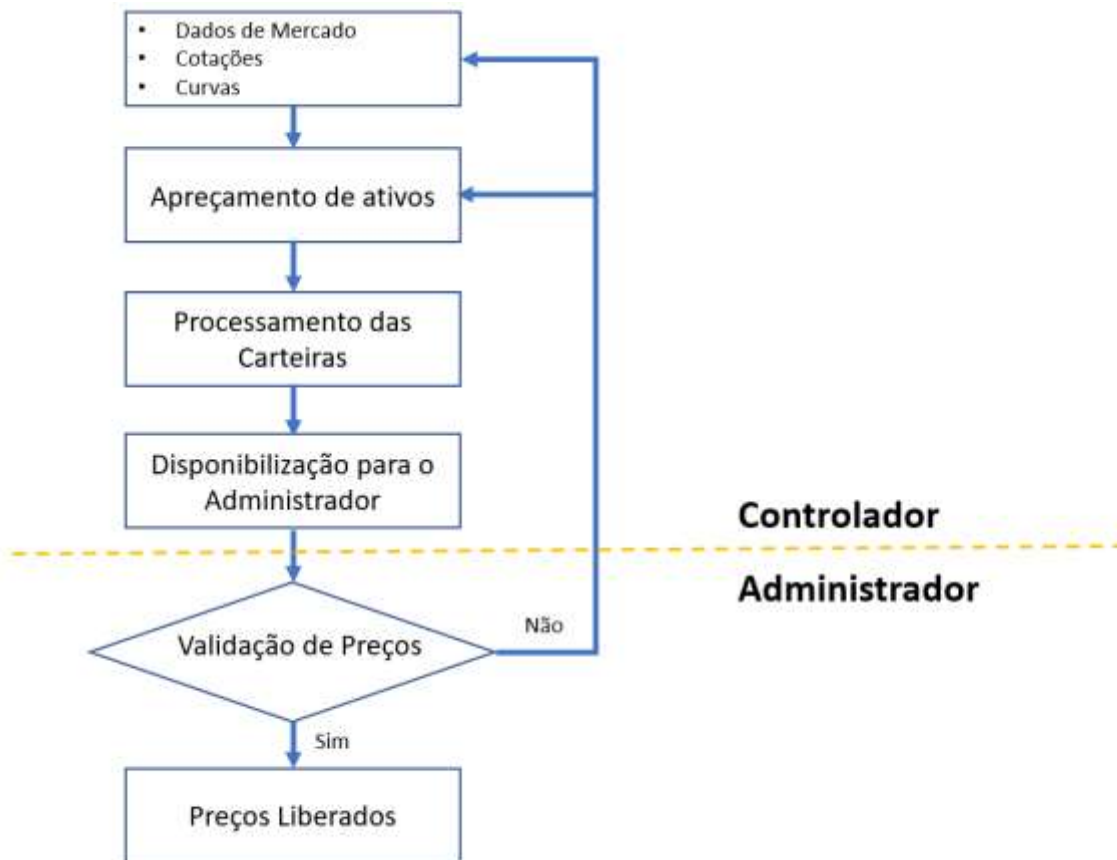 • Dados de Mercado
• Cotações
• Curvas
Apreçamento de ativos
Processamento das
Carteiras
Disponibilização para o
Administrador
Controlador
Administrador
Validação de Preços
Não
Sim
Preços Liberados